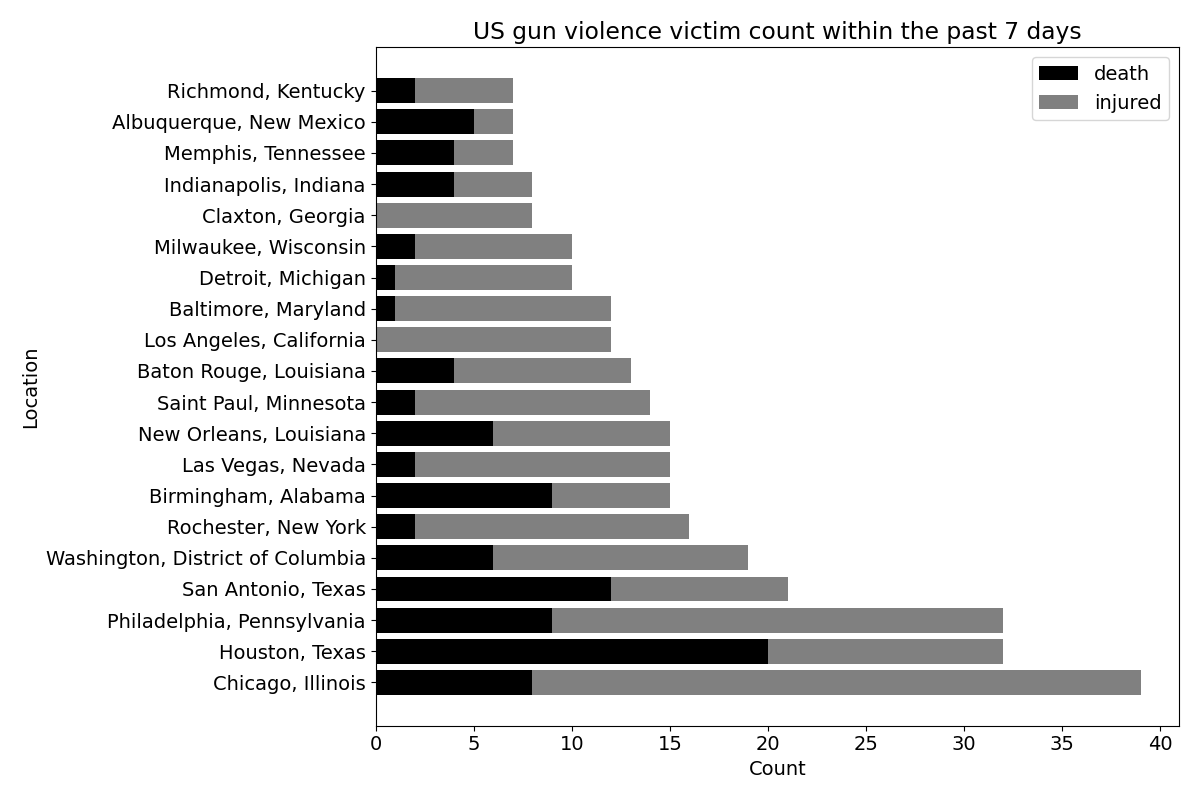 US gun violence victim count within the past 7 days
death
injured
Richmond, Kentucky
Albuquerque, New Mexico
Memphis, Tennessee
Indianapolis, Indiana
Claxton, Georgia
Milwaukee, Wisconsin
Detroit, Michigan
Baltimore, Maryland
Los Angeles, California
Baton Rouge, Louisiana
Saint Paul, Minnesota
New Orleans, Louisiana
Las Vegas, Nevada
Birmingham, Alabama
Rochester, New York
Washington, District of Columbia
San Antonio, Texas
Philadelphia, Pennsylvania
Houston, Texas
Chicago, Illinois
Location
0 5 10 15 20 25 30 35 40
Count